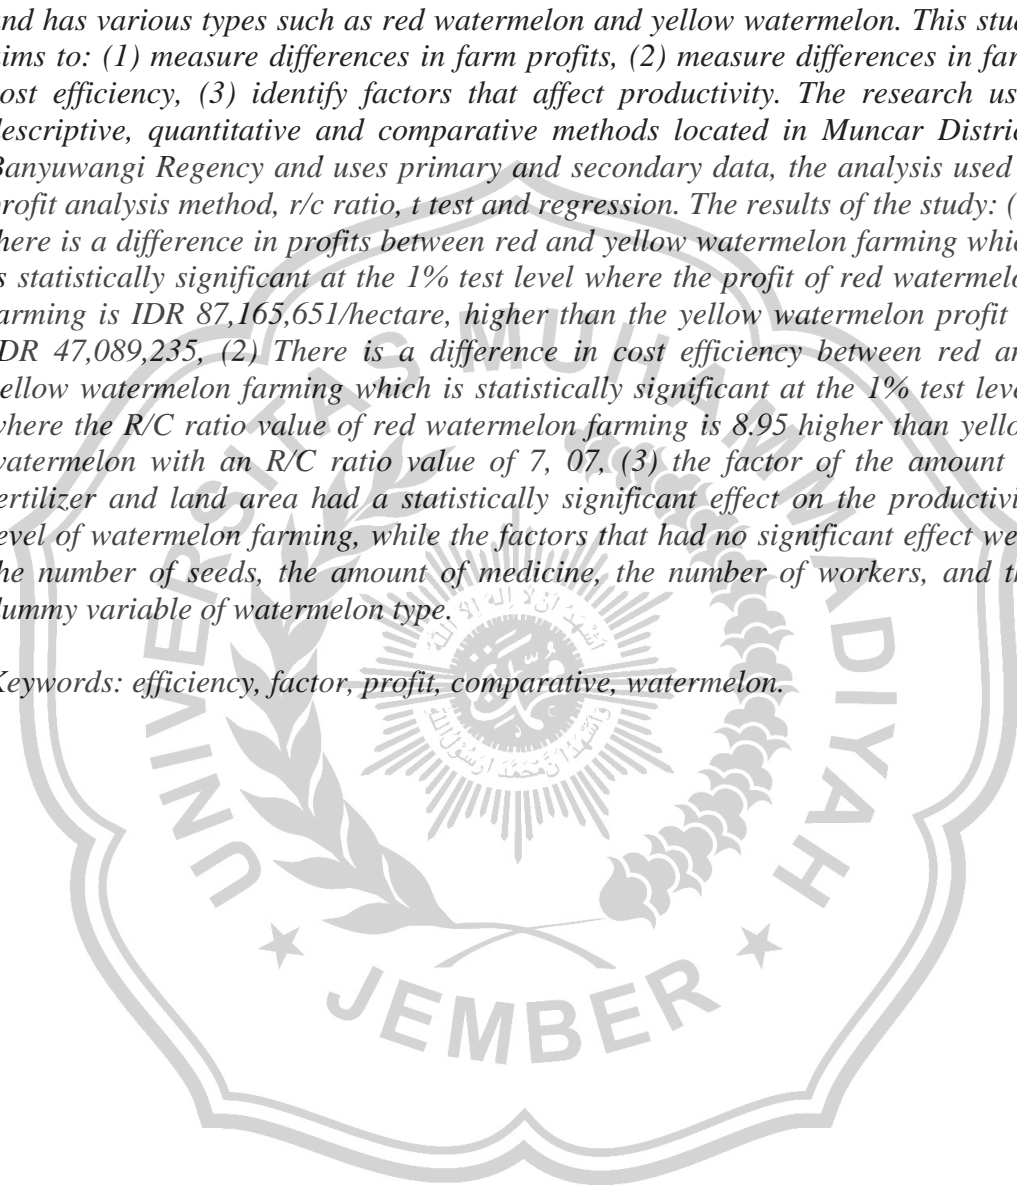 and has various types such as red watermelon and yellow watermelon. This stud
aims to: (1) measure differences in farm profits, (2) measure differences in far
cost efficiency, (3) identify factors that affect productivity. The research us
descriptive, quantitative and comparative methods located in Muncar Distric
Banyuwangi Regency and uses primary and secondary data, the analysis used
profit analysis method, r/c ratio, t test and regression. The results of the study: (
there is a difference in profits between red and yellow watermelon farming which
is statistically significant at the 1% test level where the profit of red watermelo
farming is IDR 87,165,651/hectare, higher than the yellow watermelon profit
IDR 47,089,235, (2) There is a difference in cost efficiency between red an
yellow watermelon farming which is statistically significant at the 1% test leve
where the R/C ratio value of red watermelon farming is 8.95 higher than yello
watermelon with an R/C ratio value of 7, 07, (3) the factor of the amount
fertilizer and land area had a statistically significant effect on the productivi
level of watermelon farming, while the factors that had no significant effect we
the number of seeds, the amount of medicine, the number of workers, and th
dummy variable of watermelon type.
Keywords: efficiency, factor, profit, comparative, watermelon.
UNIVERSITAS MUHAMMADIYAH
JEMBER